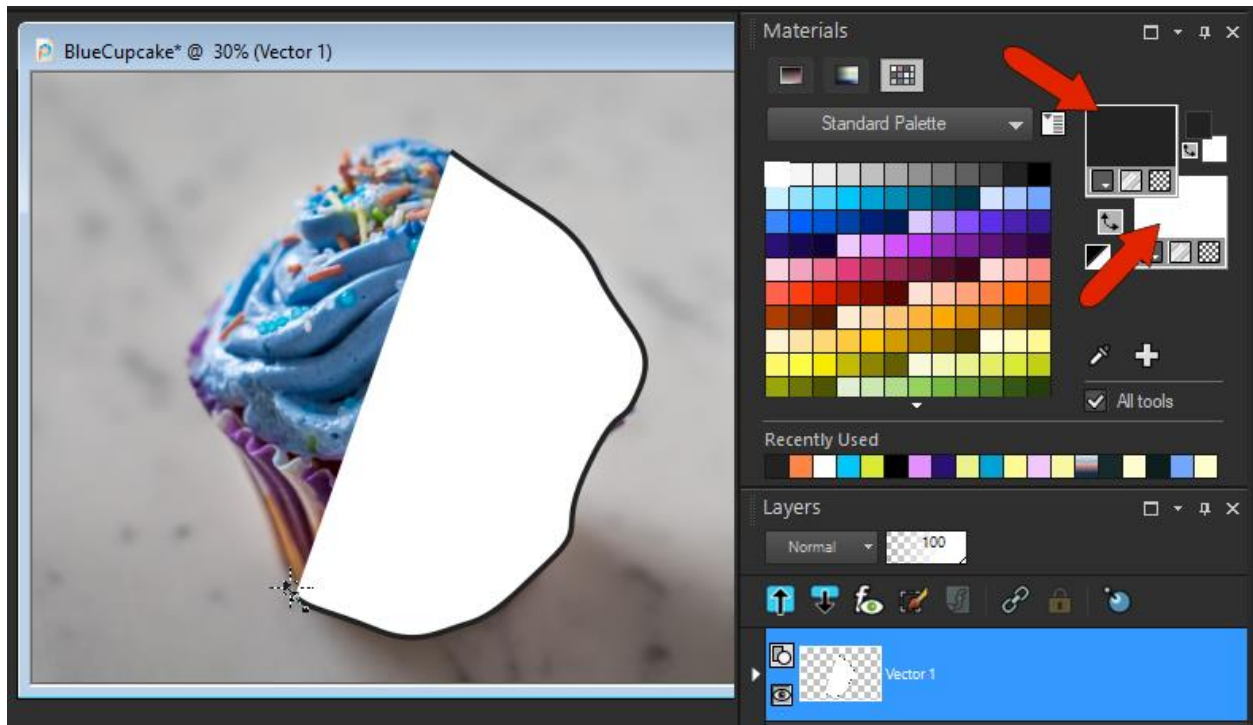 BlueCupcake* @ 30% (Vector 1)
Materials
Standard Palette
All tools
Recently Used
Layers
Normal
100
Vector 1